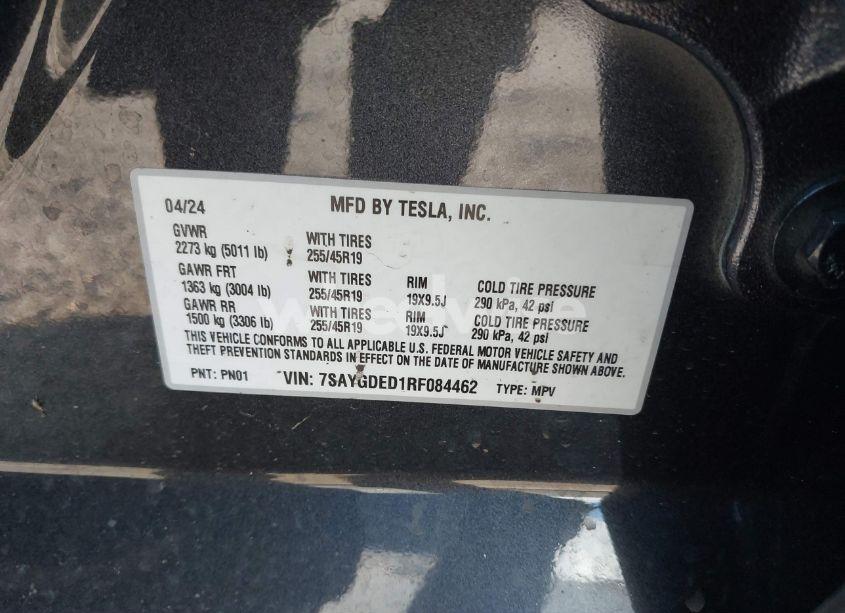 04/24 MFD BY TESLA, INC.
GVWR
2273 kg (5011 lb) WITH TIRES 255/45R19
GAWR FRT
1363 kg (3004 lb) WITH TIRES 255/45R19 RIM 19X9.5J COLD TIRE PRESSURE 290 kPa, 42 psi
GAWR RR
1500 kg (3306 lb) WITH TIRES 255/45R19 RIM 19X9.5J COLD TIRE PRESSURE 290 kPa, 42 psi
THIS VEHICLE CONFORMS TO ALL APPLICABLE U.S. FEDERAL MOTOR VEHICLE SAFETY AND
THEFT PREVENTION STANDARDS IN EFFECT ON THE DATE OF MANUFACTURE SHOWN ABOVE.
PNT: PN01 VIN: 7SAYGDED1RF084462 TYPE: MPV